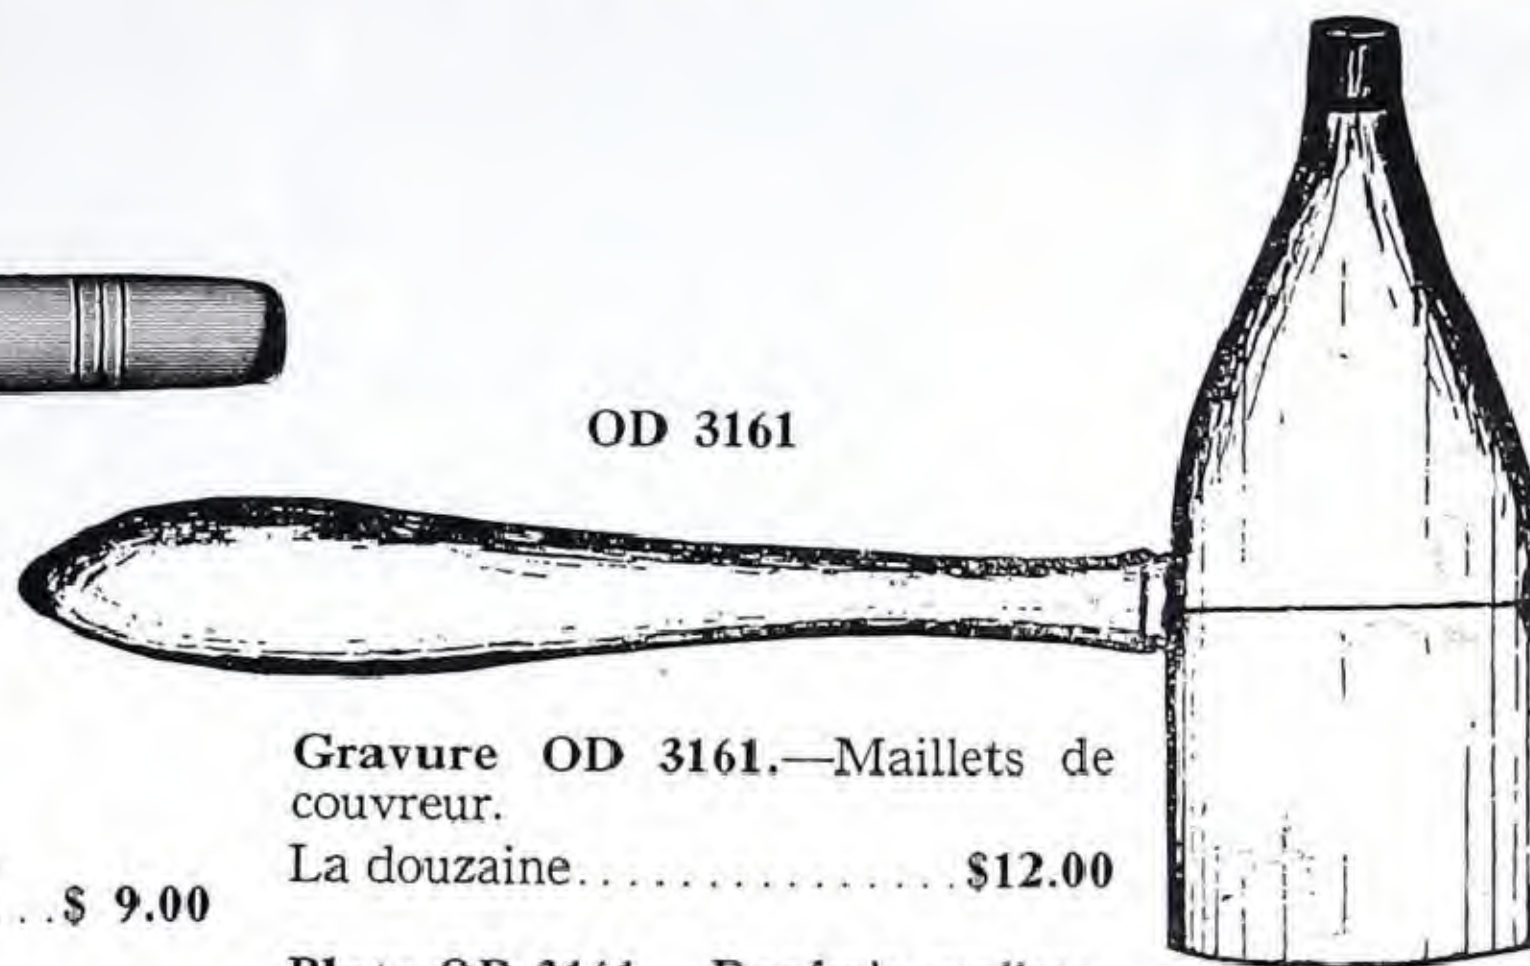 OD 3161
Gravure OD 3161.—Maillets de
couvreur.
La douzaine................$12.00
...$ 9.00